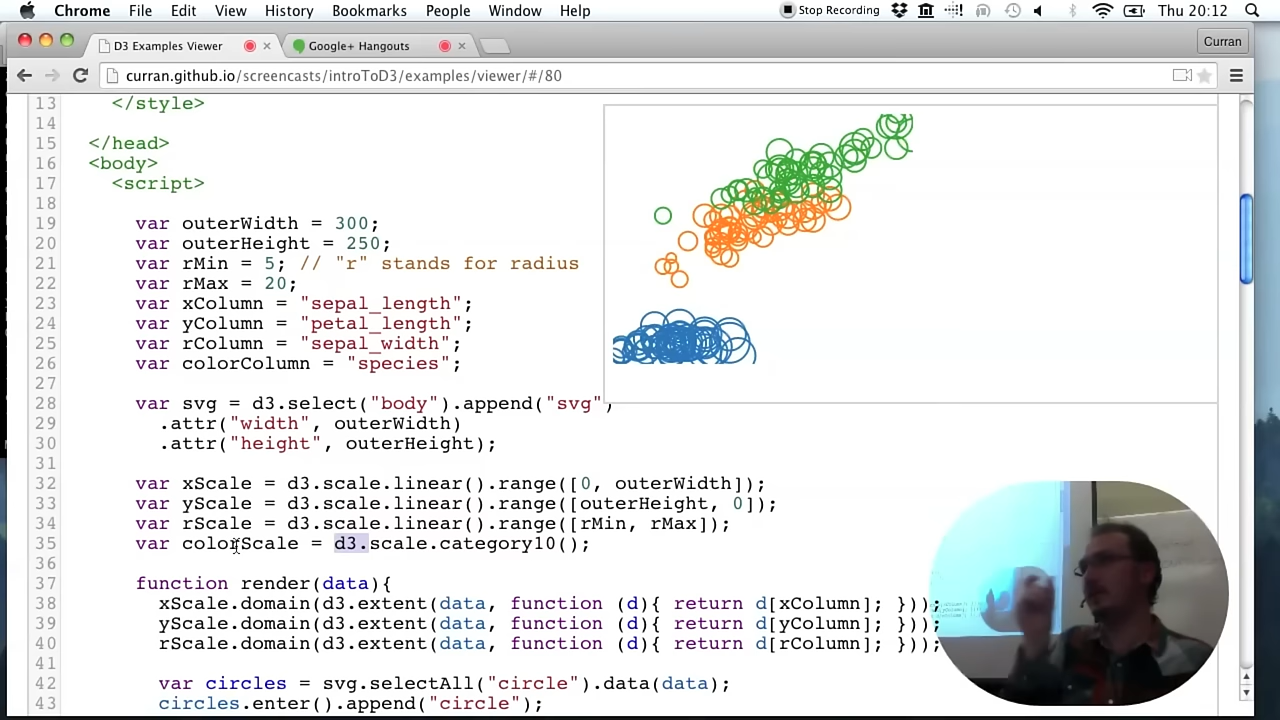 Chrome File Edit View History Bookmarks People Window Help Stop Recording Thu 20:12
D3 Examples Viewer × Google+ Hangouts × Curran
curran.github.io/screencasts/introToD3/examples/viewer/#/80
13 </style>
14
15 </head>
16 <body>
17 <script>
18
19 var outerWidth = 300;
20 var outerHeight = 250;
21 var rMin = 5; // "r" stands for radius
22 var rMax = 20;
23 var xColumn = "sepal_length";
24 var yColumn = "petal_length";
25 var rColumn = "sepal_width";
26 var colorColumn = "species";
27
28 var svg = d3.select("body").append("svg")
29 .attr("width", outerWidth)
30 .attr("height", outerHeight);
31
32 var xScale = d3.scale.linear().range([0, outerWidth]);
33 var yScale = d3.scale.linear().range([outerHeight, 0]);
34 var rScale = d3.scale.linear().range([rMin, rMax]);
35 var colorScale = d3.scale.category10();
36
37 function render(data){
38 xScale.domain(d3.extent(data, function (d){ return d[xColumn]; }));
39 yScale.domain(d3.extent(data, function (d){ return d[yColumn]; }));
40 rScale.domain(d3.extent(data, function (d){ return d[rColumn]; }));
41
42 var circles = svg.selectAll("circle").data(data);
43 circles.enter().append("circle");